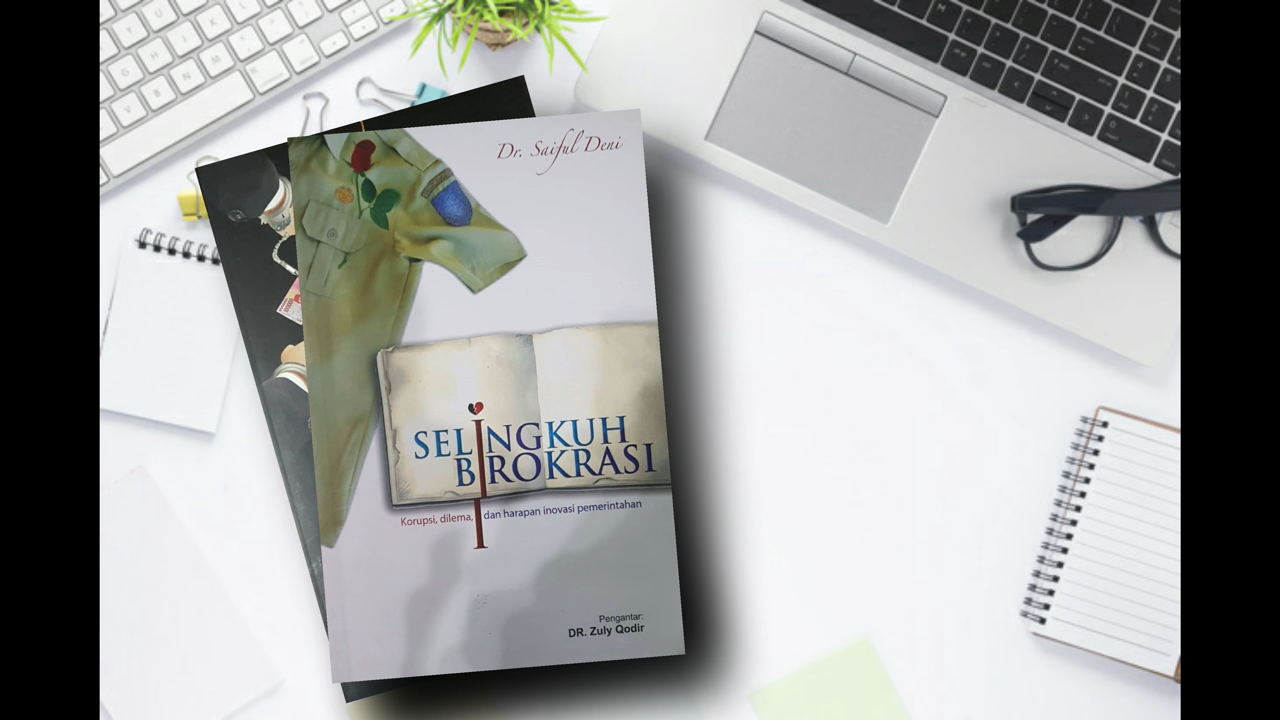 Dr. Saiful Deni
SELINGKUH
BIROKRASI
Korupsi, dilema, dan harapan inovasi pemerintahan
Pengantar:
DR. Zuly Qodir